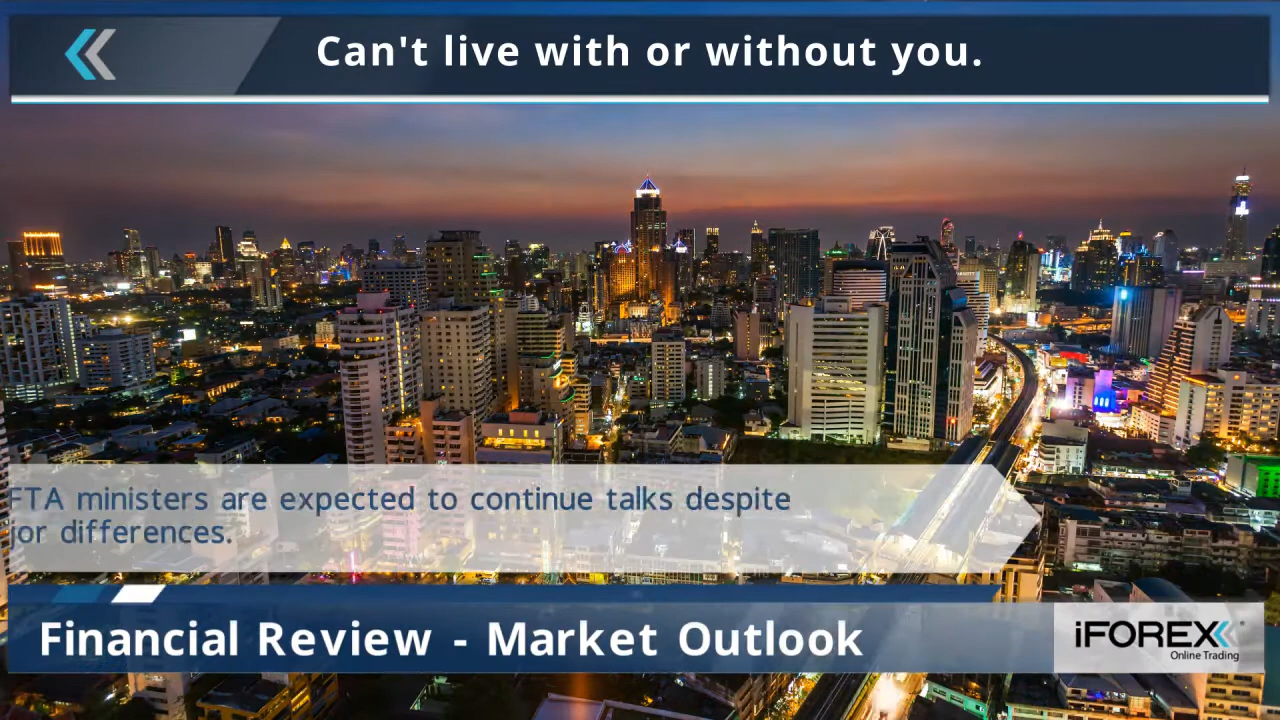 Can't live with or without you.
FTA ministers are expected to continue talks despite
jor differences.
Financial Review - Market Outlook
iFOREX
Online Trading